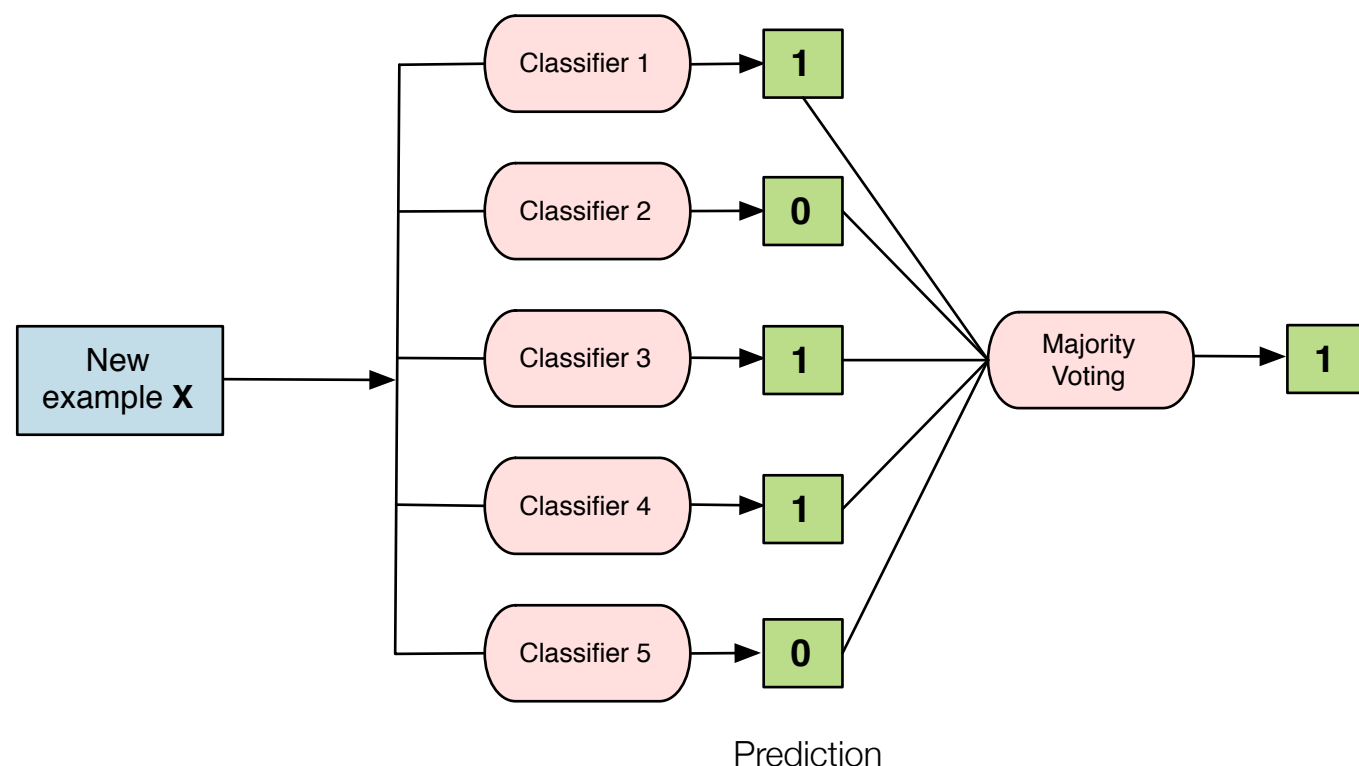 Classifier 1
1
Classifier 2
0
New
example X
Classifier 3
1
Majority
Voting
1
Classifier 4
1
Classifier 5
0
Prediction